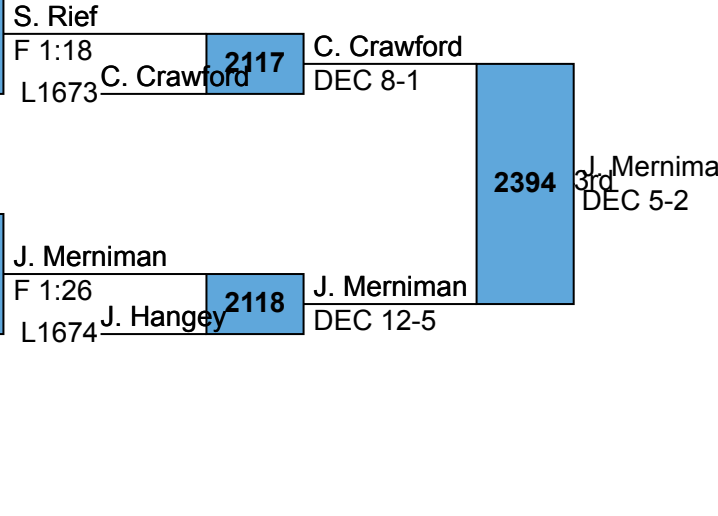 S. Rief
F 1:18
L1673 C. Crawford
2117
C. Crawford
DEC 8-1
2394
3rd
J. Mernima
DEC 5-2
J. Merniman
F 1:26
L1674 J. Hangey
2118
J. Merniman
DEC 12-5